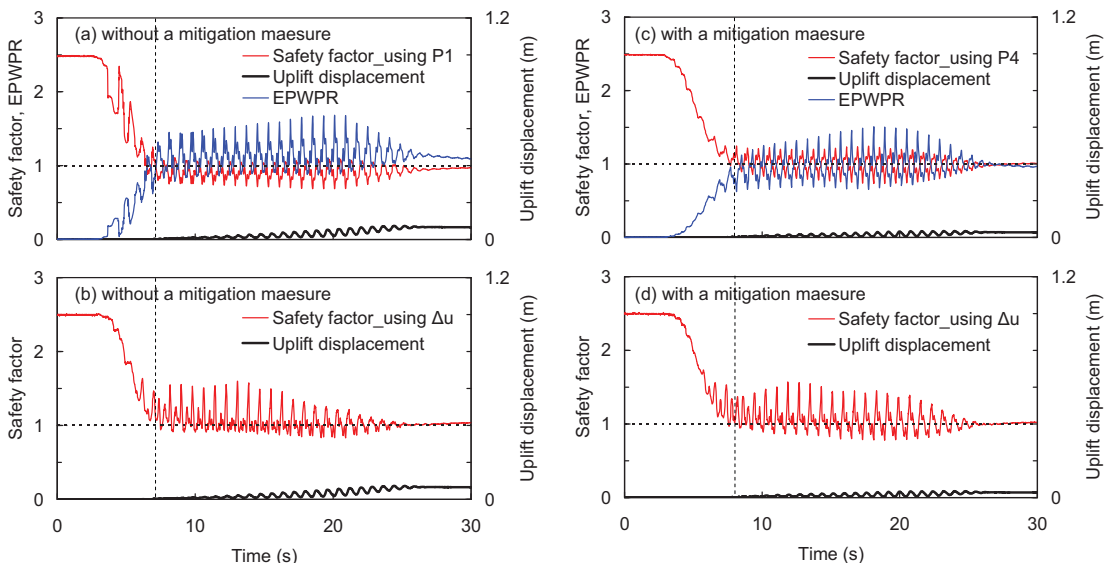 3
2
1
0
Safety factor, EPWPR
(a) without a mitigation maesure
Safety factor_using P1
Uplift displacement
EPWPR
1.2
0
Uplift displacement (m)
3
2
1
0
Safety factor, EPWPR
(c) with a mitigation maesure
Safety factor_using P4
Uplift displacement
EPWPR
1.2
0
Uplift displacement (m)
3
2
1
0
Safety factor
(b) without a mitigation maesure
Safety factor_using Δu
Uplift displacement
1.2
0
Uplift displacement (m)
0 10 20 30
Time (s)
3
2
1
0
Safety factor
(d) with a mitigation maesure
Safety factor_using Δu
Uplift displacement
1.2
0
Uplift displacement (m)
0 10 20 30
Time (s)